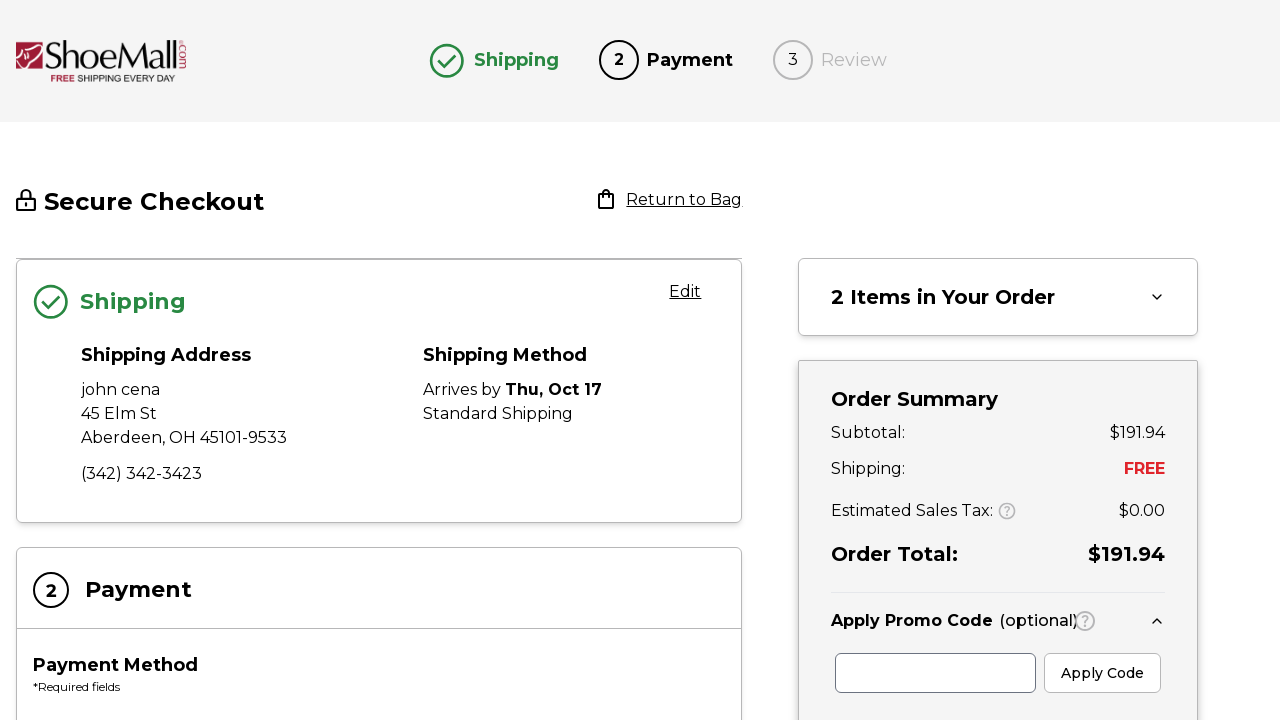 ShoeMall.com
FREE SHIPPING EVERY DAY
Shipping
2 Payment
3 Review
Secure Checkout
Return to Bag
Shipping
Edit
Shipping Address
john cena
45 Elm St
Aberdeen, OH 45101-9533
(342) 342-3423
Shipping Method
Arrives by Thu, Oct 17
Standard Shipping
2 Payment
Payment Method
*Required fields
2 Items in Your Order
Order Summary
Subtotal: $191.94
Shipping: FREE
Estimated Sales Tax: ? $0.00
Order Total: $191.94
Apply Promo Code (optional) ?
Apply Code